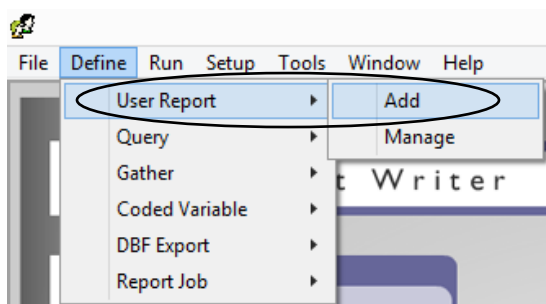 File Define Run Setup Tools Window Help
User Report Add
Query Manage
Gather
t Writer
Coded Variable
DBF Export
Report Job